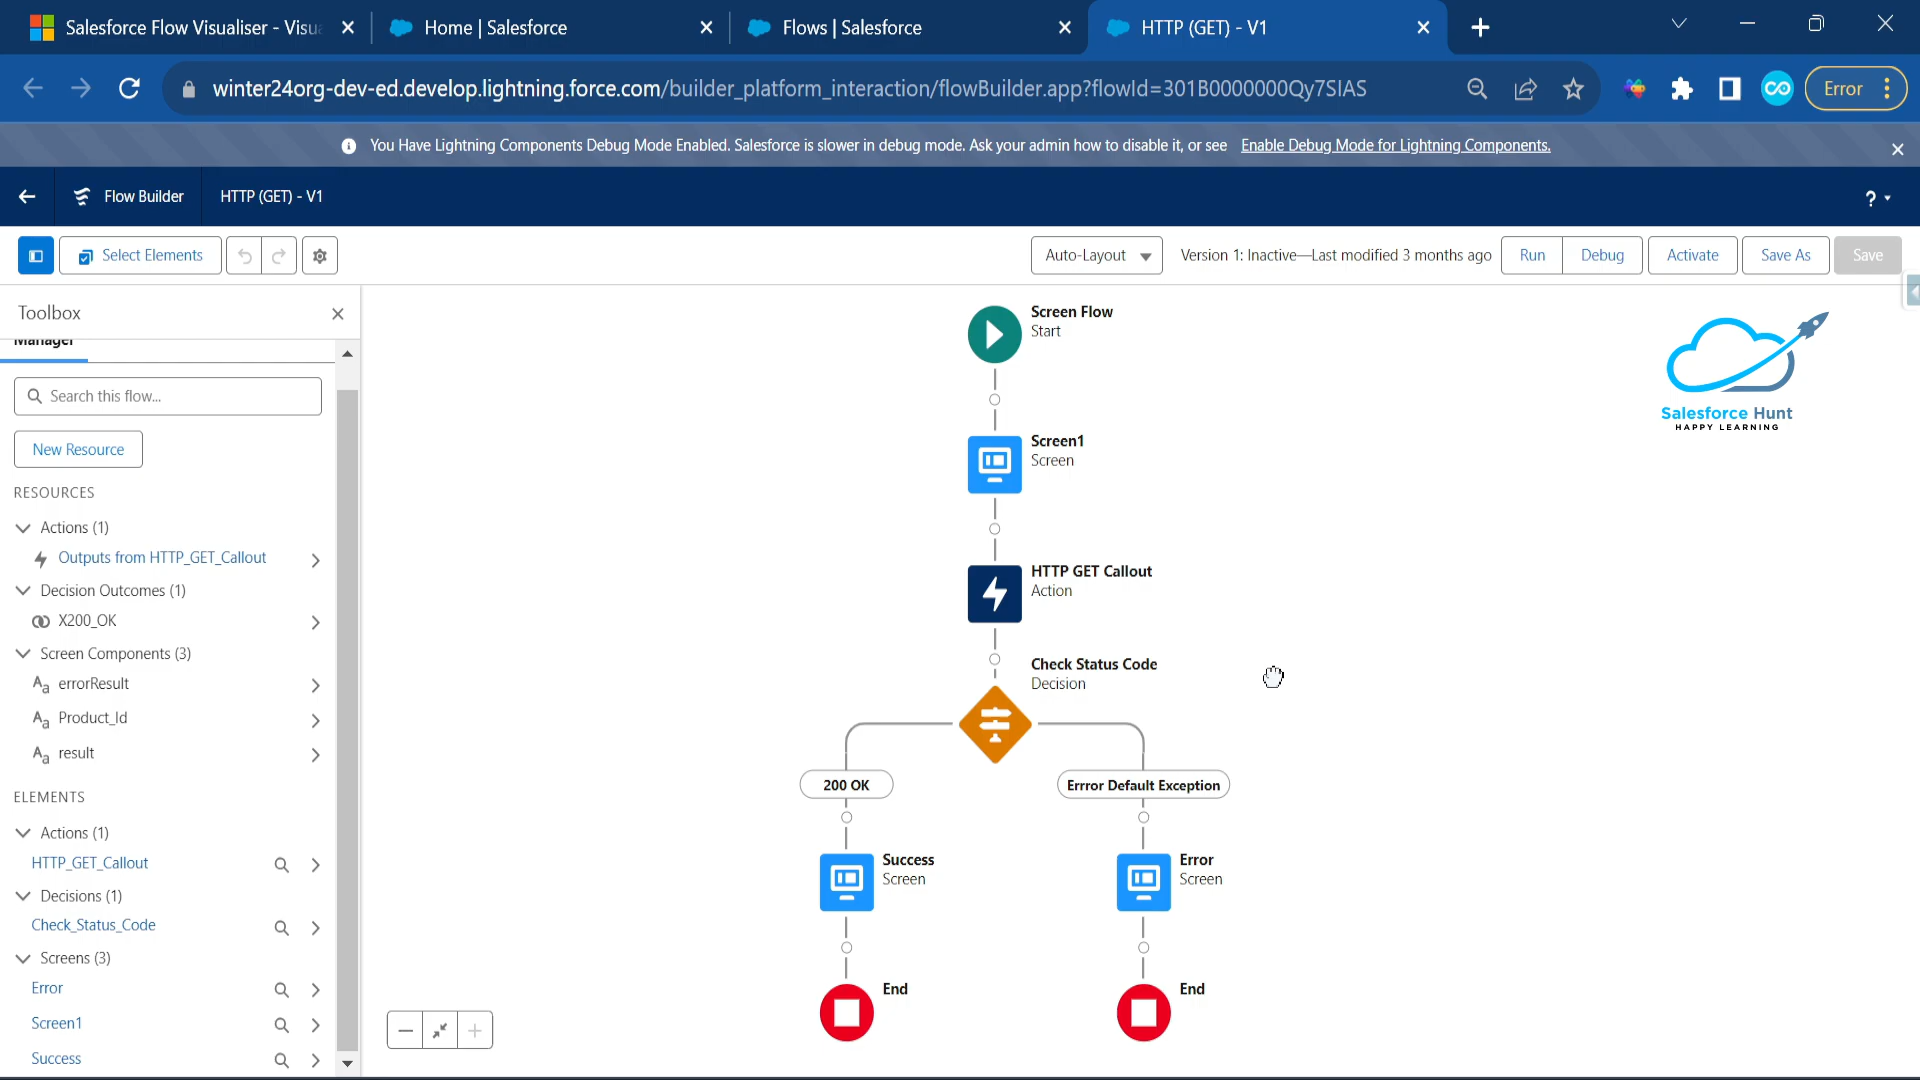 Salesforce Flow Visualiser - Visu
Home | Salesforce
Flows | Salesforce
HTTP (GET) - V1
winter24org-dev-ed.develop.lightning.force.com/builder_platform_interaction/flowBuilder.app?flowId=301B0000000Qy7SIAS
Error
You Have Lightning Components Debug Mode Enabled. Salesforce is slower in debug mode. Ask your admin how to disable it, or see Enable Debug Mode for Lightning Components.
Flow Builder
HTTP (GET) - V1
?
Select Elements
Auto-Layout
Version 1: Inactive—Last modified 3 months ago
Run
Debug
Activate
Save As
Save
Toolbox
Manager
Search this flow...
New Resource
RESOURCES
Actions (1)
Outputs from HTTP_GET_Callout
Decision Outcomes (1)
X200_OK
Screen Components (3)
Aa errorResult
Aa Product_Id
Aa result
ELEMENTS
Actions (1)
HTTP_GET_Callout
Decisions (1)
Check_Status_Code
Screens (3)
Error
Screen1
Success
Screen Flow
Start
Screen1
Screen
HTTP GET Callout
Action
Check Status Code
Decision
200 OK
Errror Default Exception
Success
Screen
Error
Screen
End
End
Salesforce Hunt
HAPPY LEARNING